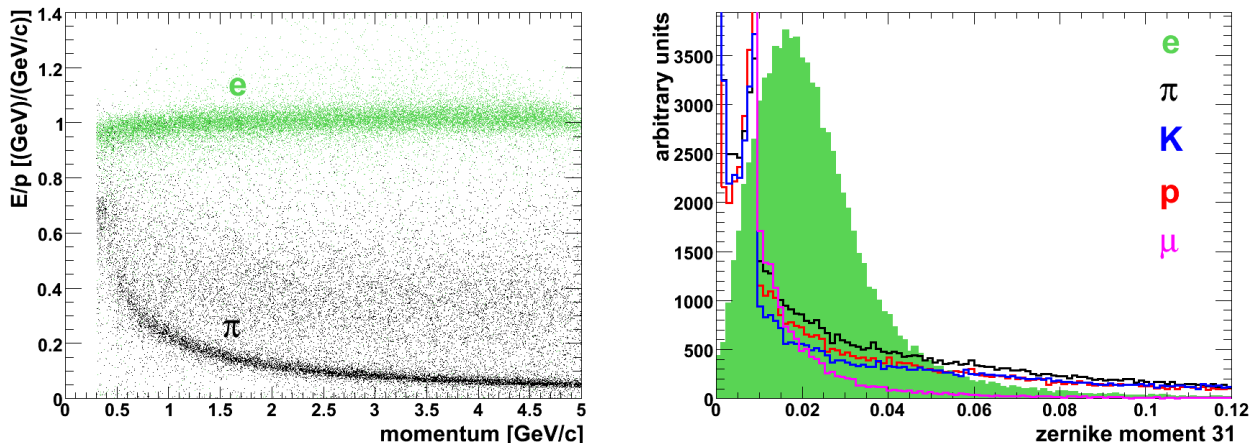 E/p [(GeV)/(GeV/c)]
1.4
1.2
1
0.8
0.6
0.4
0.2
0
e
π
0 0.5 1 1.5 2 2.5 3 3.5 4 4.5 5
momentum [GeV/c]
arbitrary units
3500
3000
2500
2000
1500
1000
500
0
e
π
K
p
μ
0 0.02 0.04 0.06 0.08 0.1 0.12
zernike moment 31